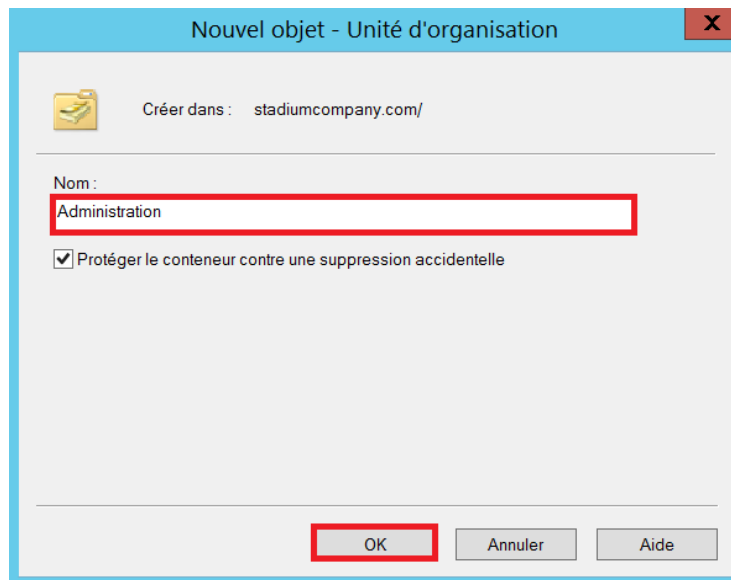 Nouvel objet - Unité d'organisation
X
Créer dans : stadiumcompany.com/
Nom :
Administration
Protéger le conteneur contre une suppression accidentelle
OK Annuler Aide